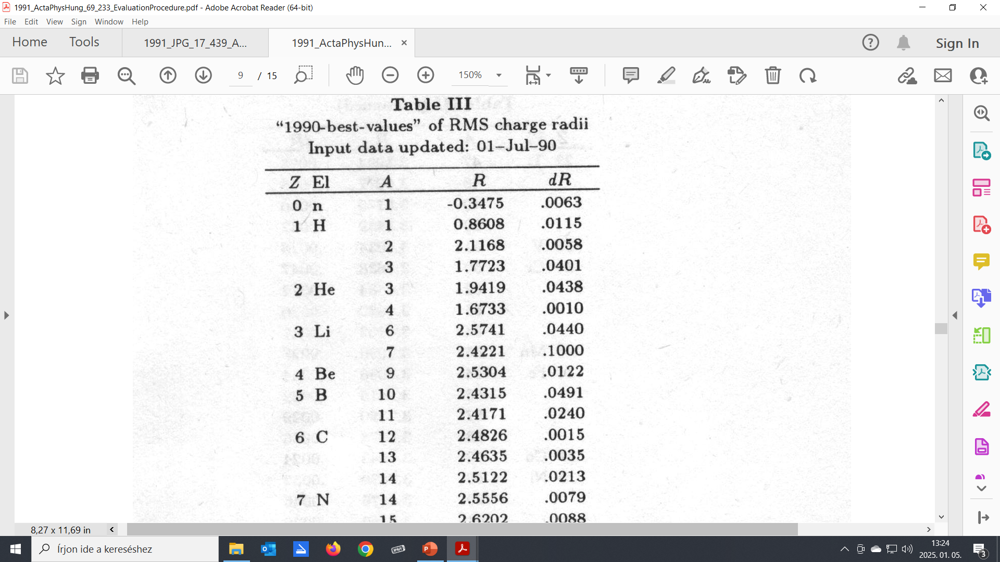 1991_ActaPhysHung_69_233_EvaluationProcedure.pdf - Adobe Acrobat Reader (64-bit)
File Edit View Sign Window Help
Home Tools 1991_JPG_17_439_A... 1991_ActaPhysHun... Sign In
9 / 15 150%
Table III
“1990-best-values” of RMS charge radii
Input data updated: 01–Jul–90
Z El A R dR
0 n 1 -0.3475 .0063
1 H 1 0.8608 .0115
2 2.1168 .0058
3 1.7723 .0401
2 He 3 1.9419 .0438
4 1.6733 .0010
3 Li 6 2.5741 .0440
7 2.4221 .1000
4 Be 9 2.5304 .0122
5 B 10 2.4315 .0491
11 2.4171 .0240
6 C 12 2.4826 .0015
13 2.4635 .0035
14 2.5122 .0213
7 N 14 2.5556 .0079
15 2.6202 .0088
8,27 x 11,69 in
Írjon ide a kereséshez
13:24
2025. 01. 05.
3